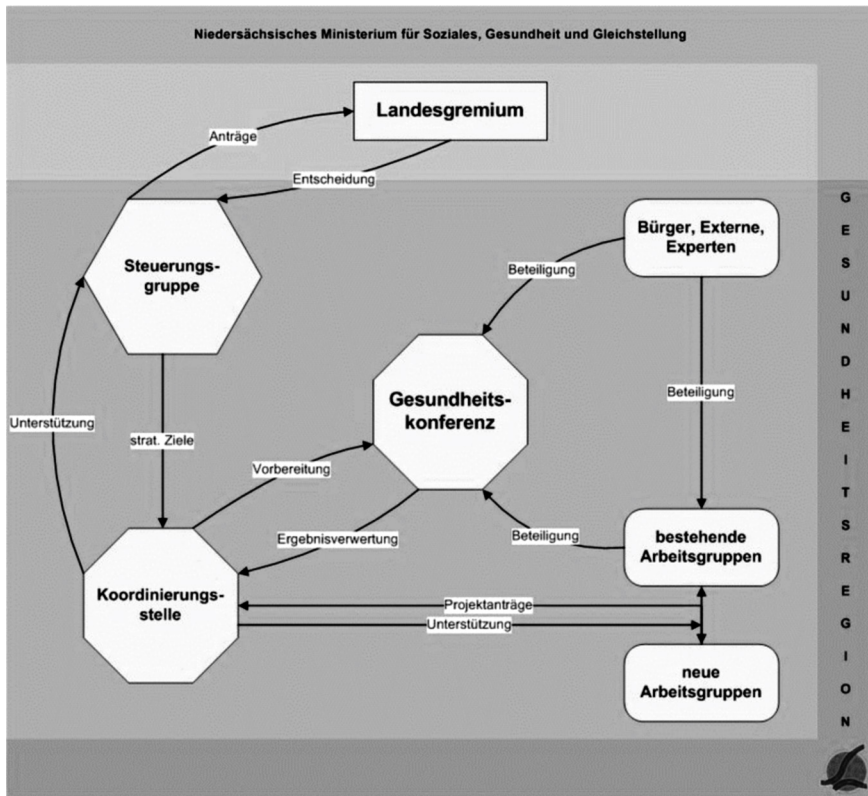 Niedersächsisches Ministerium für Soziales, Gesundheit und Gleichstellung
Landesgremium
Anträge
Entscheidung
Steuerungs-
gruppe
Bürger, Externe,
Experten
Beteiligung
Gesundheits-
konferenz
Beteiligung
Unterstützung
strat. Ziele
Vorbereitung
Ergebnisverwertung
Beteiligung
bestehende
Arbeitsgruppen
Koordinierungs-
stelle
Projektanträge
Unterstützung
neue
Arbeitsgruppen
G
E
S
U
N
D
H
E
I
T
S
R
E
G
I
O
N